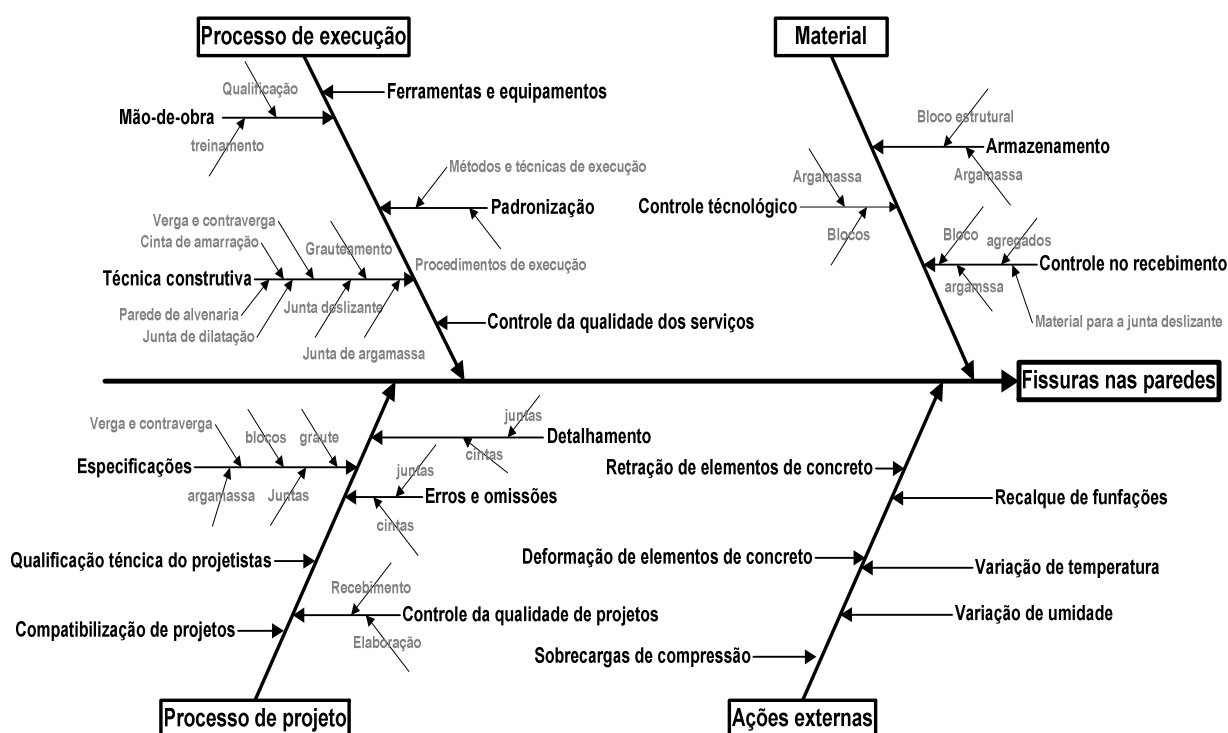 Processo de execução
Material
Qualificação
Ferramentas e equipamentos
Mão-de-obra
treinamento
Bloco estrutural
Armazenamento
Argamassa
Métodos e técnicas de execução
Padronização
Procedimentos de execução
Argamassa
Controle técnológico
Blocos
Verga e contraverga
Cinta de amarração
Grauteamento
Técnica construtiva
Parede de alvenaria
Junta deslizante
Junta de dilatação
Junta de argamassa
Bloco
agregados
Controle no recebimento
argamssa
Material para a junta deslizante
Controle da qualidade dos serviços
Fissuras nas paredes
Verga e contraverga
blocos
graute
Especificações
argamassa
Juntas
juntas
Detalhamento
cintas
juntas
Erros e omissões
cintas
Retração de elementos de concreto
Recalque de funfações
Qualificação téncica do projetistas
Deformação de elementos de concreto
Variação de temperatura
Recebimento
Controle da qualidade de projetos
Elaboração
Compatibilização de projetos
Variação de umidade
Sobrecargas de compressão
Processo de projeto
Ações externas